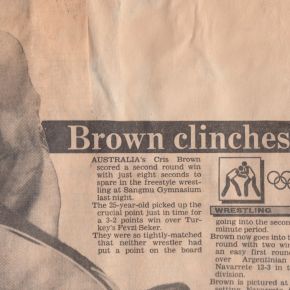 Brown clinches
AUSTRALIA's Cris Brown
scored a second round win
with just eight seconds to
spare in the freestyle wrest-
ling at Sangmu Gymnasium
last night.
The 25-year-old picked up the
crucial point just in time for
a 3-2 points win over Tur-
key's Fevzi Seker.
They were so tightly-matched
that neither wrestler had
put a point on the board
WRESTLING
going into the second
minute period.
Brown now goes into t
round with two win
an easy first roun
over Argentinian
Navarrete 12-3 in t
division.
Brown is pictured at